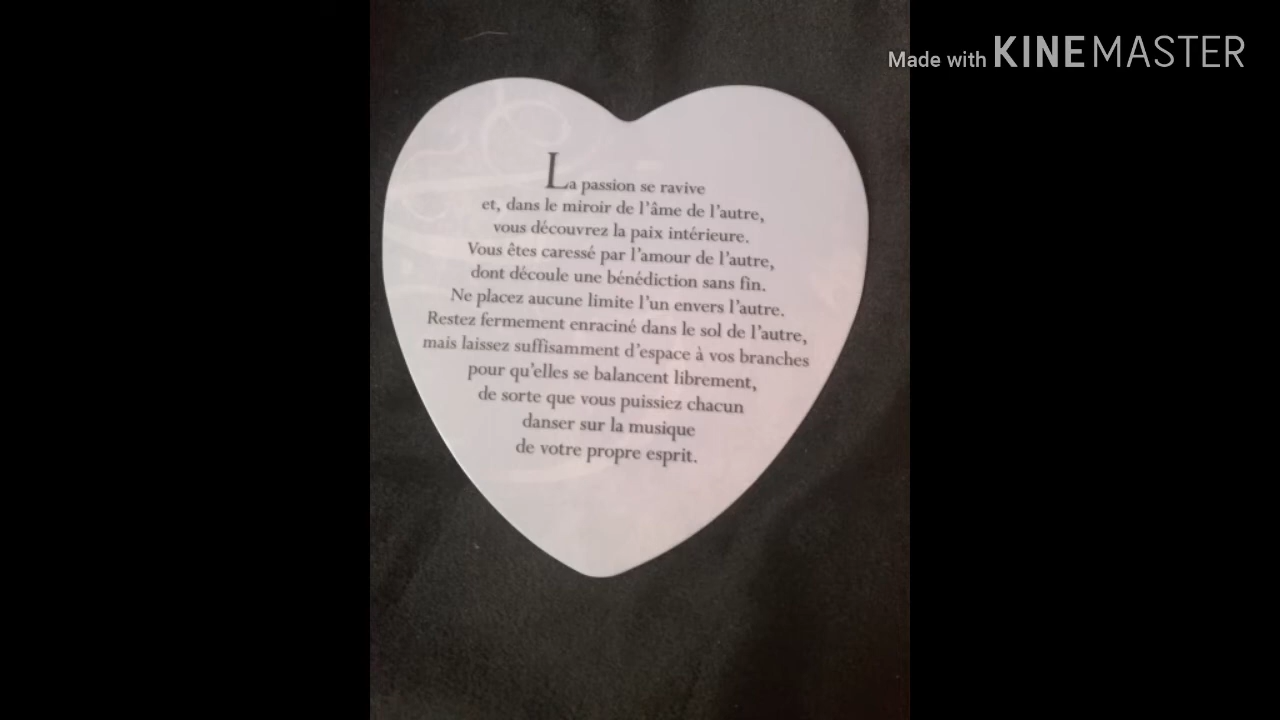 Made with KINEMASTER
La passion se ravive
et, dans le miroir de l'âme de l'autre,
vous découvrez la paix intérieure.
Vous êtes caressé par l'amour de l'autre,
dont découle une bénédiction sans fin.
Ne placez aucune limite l'un envers l'autre.
Restez fermement enraciné dans le sol de l'autre,
mais laissez suffisamment d'espace à vos branches
pour qu'elles se balancent librement,
de sorte que vous puissiez chacun
danser sur la musique
de votre propre esprit.